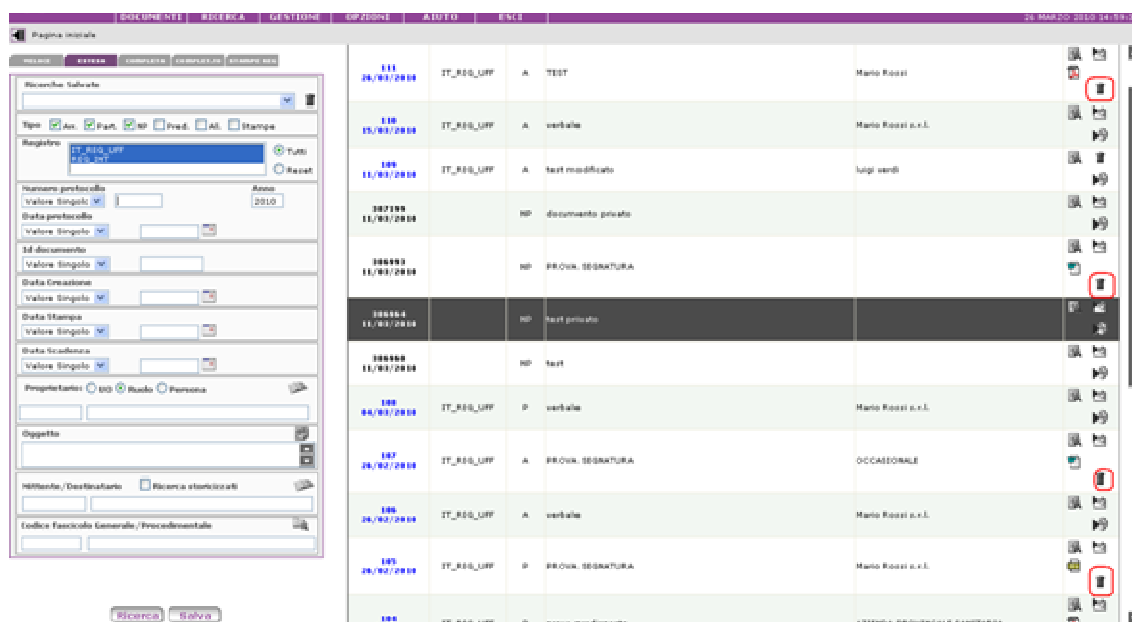 DOCUMENTI RICERCA GESTIONE OPZIONI AIUTO ESCI 26 MARZO 2010 14:59:
Pagina iniziale
VELOCE ESTESA COMPLETA STAMPE REG
Ricerche Salvate
Tipo Arr. Part. NP Pred. All. Stampe
Registro
IT_REG_UFF
REG_INT
Tutti
Reset
Numero protocollo Anno
Valore Singolo 2010
Data protocollo
Valore Singolo
Id documento
Valore Singolo
Data Creazione
Valore Singolo
Data Stampa
Valore Singolo
Data Scadenza
Valore Singolo
Proprietario: UO Ruolo Persona
Oggetto
Mittente/Destinatario Ricerca storicizzati
Codice fascicolo Generale/Procedimentale
Ricerca Salva
111
26/03/2010 IT_REG_UFF A TEST Mario Rossi
110
15/03/2010 IT_REG_UFF A verbale Mario Rossi s.r.l.
109
11/03/2010 IT_REG_UFF A test modificato luigi verdi
11/03/2010 NP documento privato
11/03/2010 NP PROVA. SEGNATURA
11/03/2010 NP test privato
11/03/2010 NP test
108
04/03/2010 IT_REG_UFF P verbale Mario Rossi s.r.l.
107
26/02/2010 IT_REG_UFF A PROVA. SEGNATURA OCCASIONALE
106
26/02/2010 IT_REG_UFF A verbale Mario Rossi s.r.l.
105
26/02/2010 IT_REG_UFF P PROVA. SEGNATURA Mario Rossi s.r.l.
104